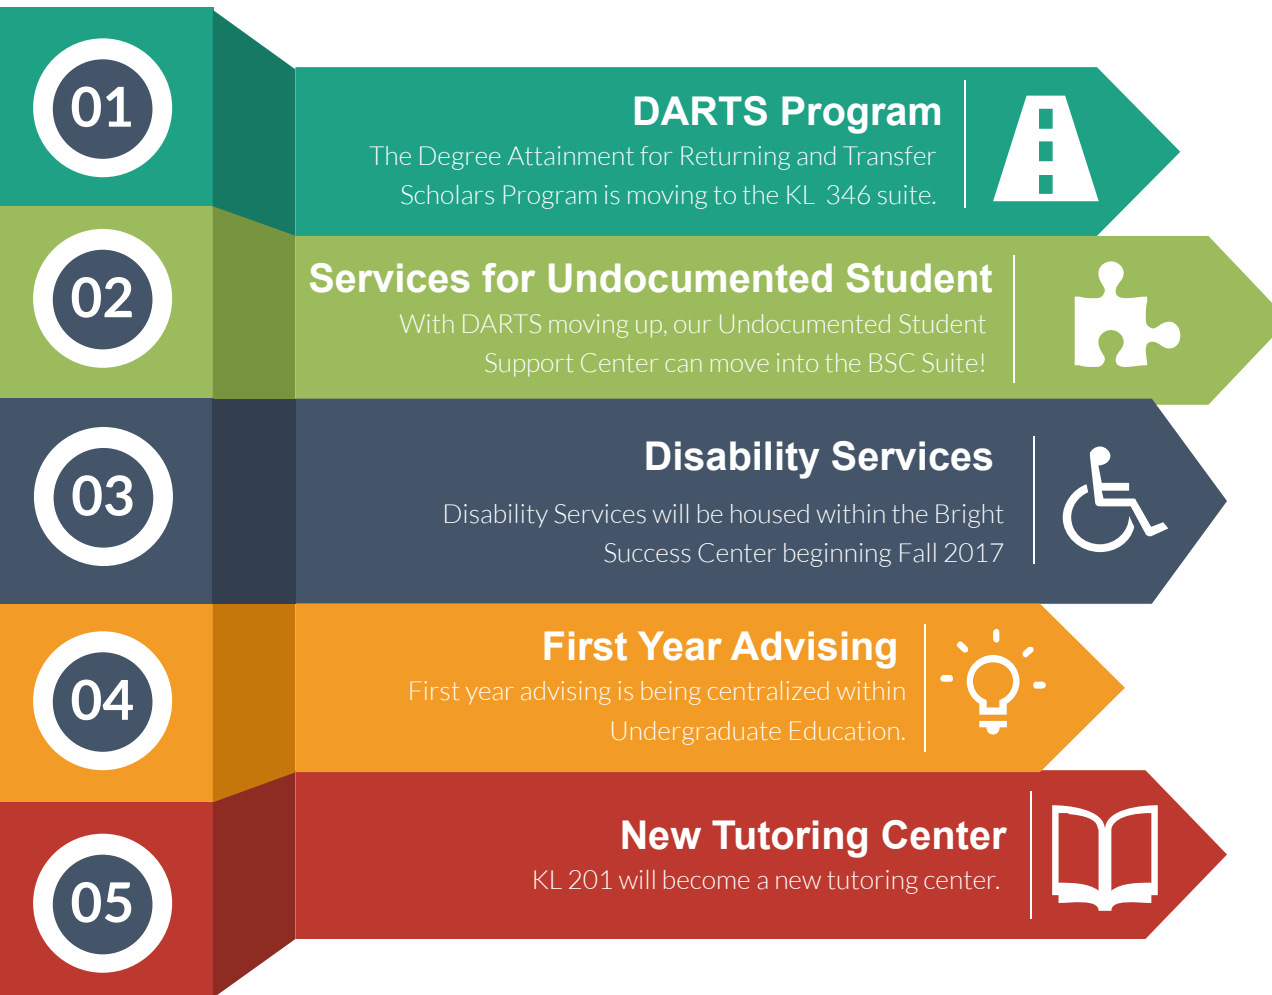 01
DARTS Program
The Degree Attainment for Returning and Transfer
Scholars Program is moving to the KL 346 suite.
02
Services for Undocumented Student
With DARTS moving up, our Undocumented Student
Support Center can move into the BSC Suite!
03
Disability Services
Disability Services will be housed within the Bright
Success Center beginning Fall 2017
04
First Year Advising
First year advising is being centralized within
Undergraduate Education.
05
New Tutoring Center
KL 201 will become a new tutoring center.